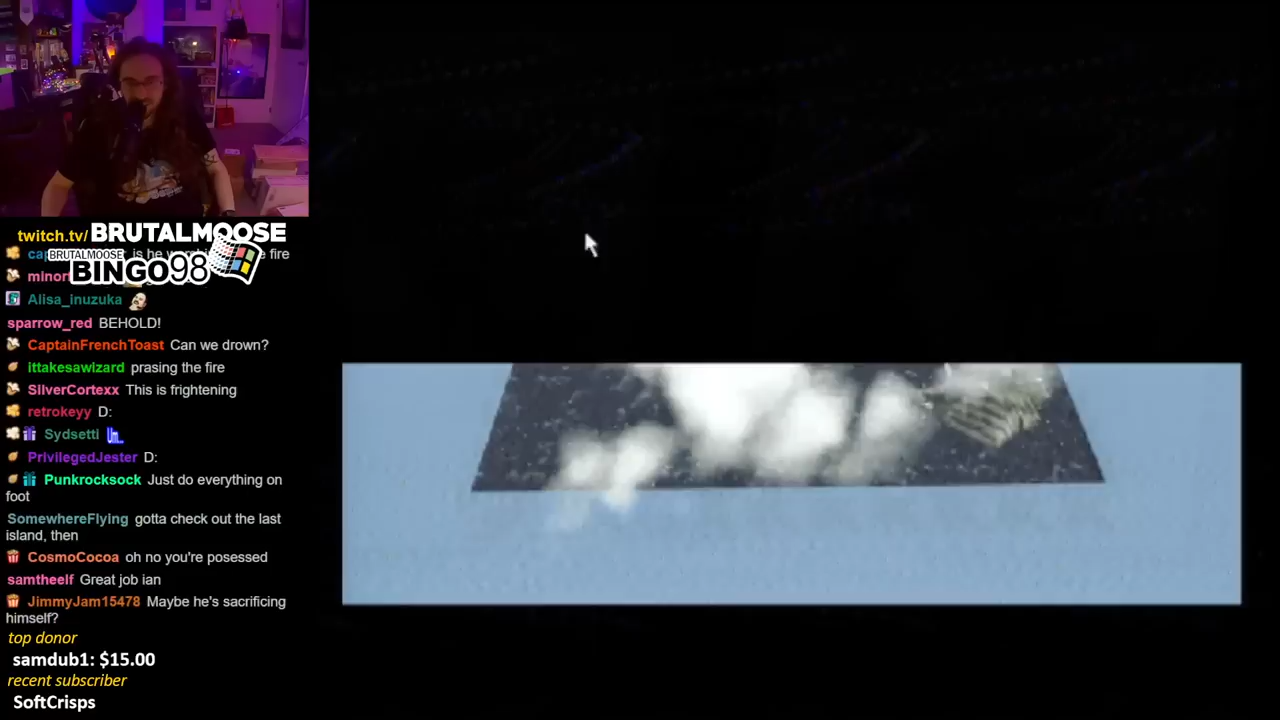 twitch.tv/BRUTALMOOSE
fire
BRUTALMOOSE
BINGO98
Alisa_inuzuka
sparrow_red BEHOLD!
CaptainFrenchToast Can we drown?
ittakesawizard prasing the fire
SilverCortexx This is frightening
retrokeyy D:
Sydsetti
PrivilegedJester D:
Punkrocksock Just do everything on
foot
SomewhereFlying gotta check out the last
island, then
CosmoCocoa oh no you're posessed
samtheelf Great job ian
JimmyJam15478 Maybe he's sacrificing
himself?
top donor
samdub1: $15.00
recent subscriber
SoftCrisps